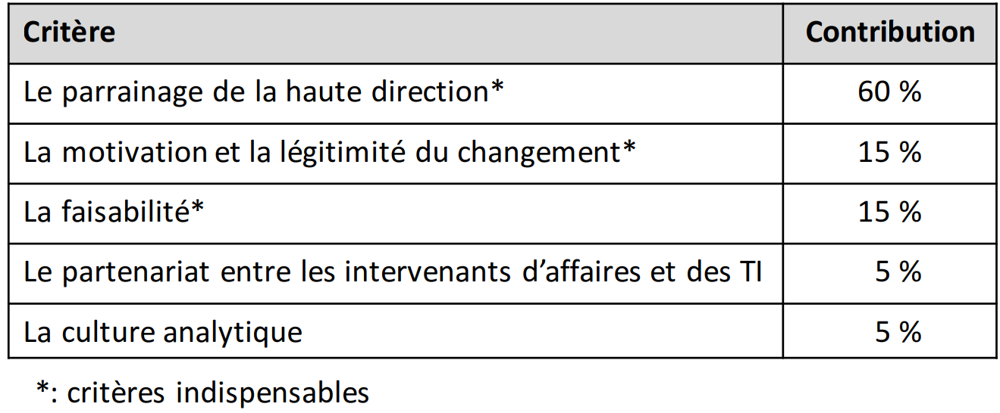 Critère Contribution
Le parrainage de la haute direction* 60 %
La motivation et la légitimité du changement* 15 %
La faisabilité* 15 %
Le partenariat entre les intervenants d’affaires et des TI 5 %
La culture analytique 5 %
*: critères indispensables